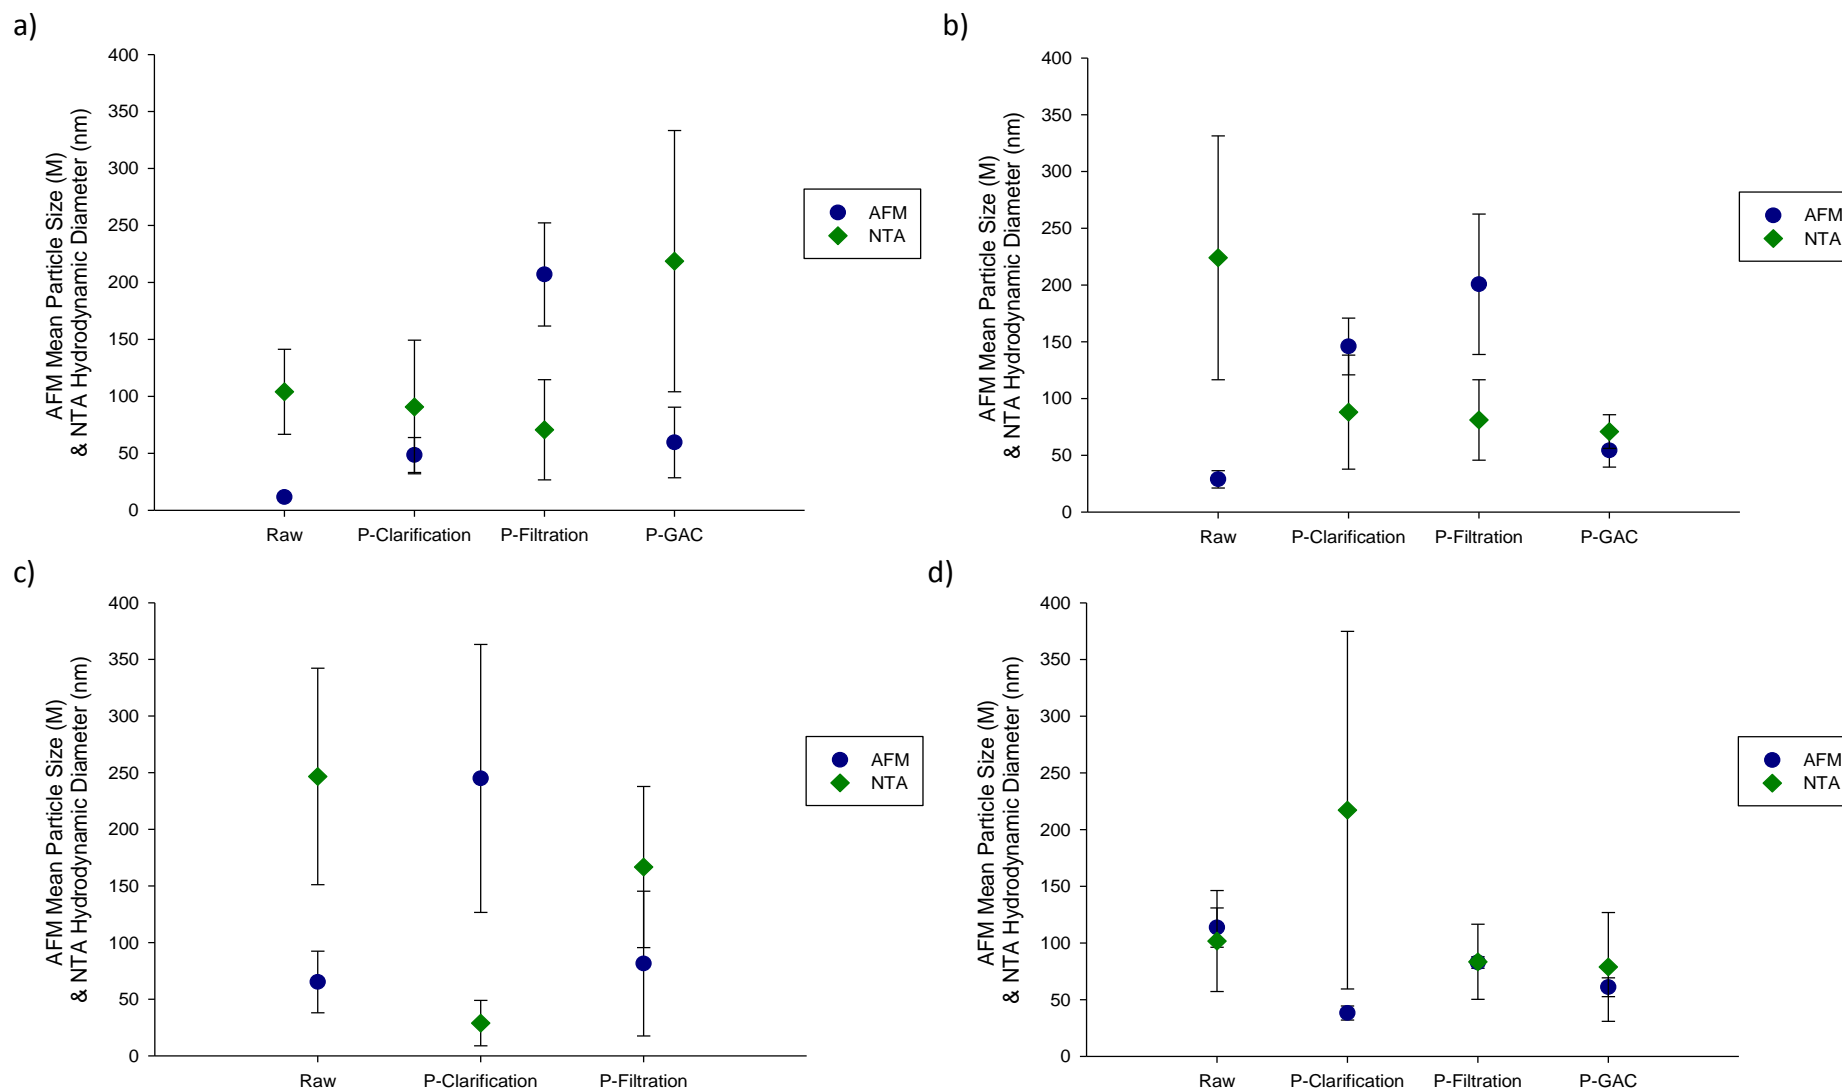 a)
400
350
300
250
200
150
100
50
0
AFM Mean Particle Size (M)
& NTA Hydrodynamic Diameter (nm)
Raw P-Clarification P-Filtration P-GAC
AFM
NTA
b)
400
350
300
250
200
150
100
50
0
AFM Mean Particle Size (M)
& NTA Hydrodynamic Diameter (nm)
Raw P-Clarification P-Filtration P-GAC
AFM
NTA
c)
400
350
300
250
200
150
100
50
0
AFM Mean Particle Size (M)
& NTA Hydrodynamic Diameter (nm)
Raw P-Clarification P-Filtration
AFM
NTA
d)
400
350
300
250
200
150
100
50
0
AFM Mean Particle Size (M)
& NTA Hydrodynamic Diameter (nm)
Raw P-Clarification P-Filtration P-GAC
AFM
NTA